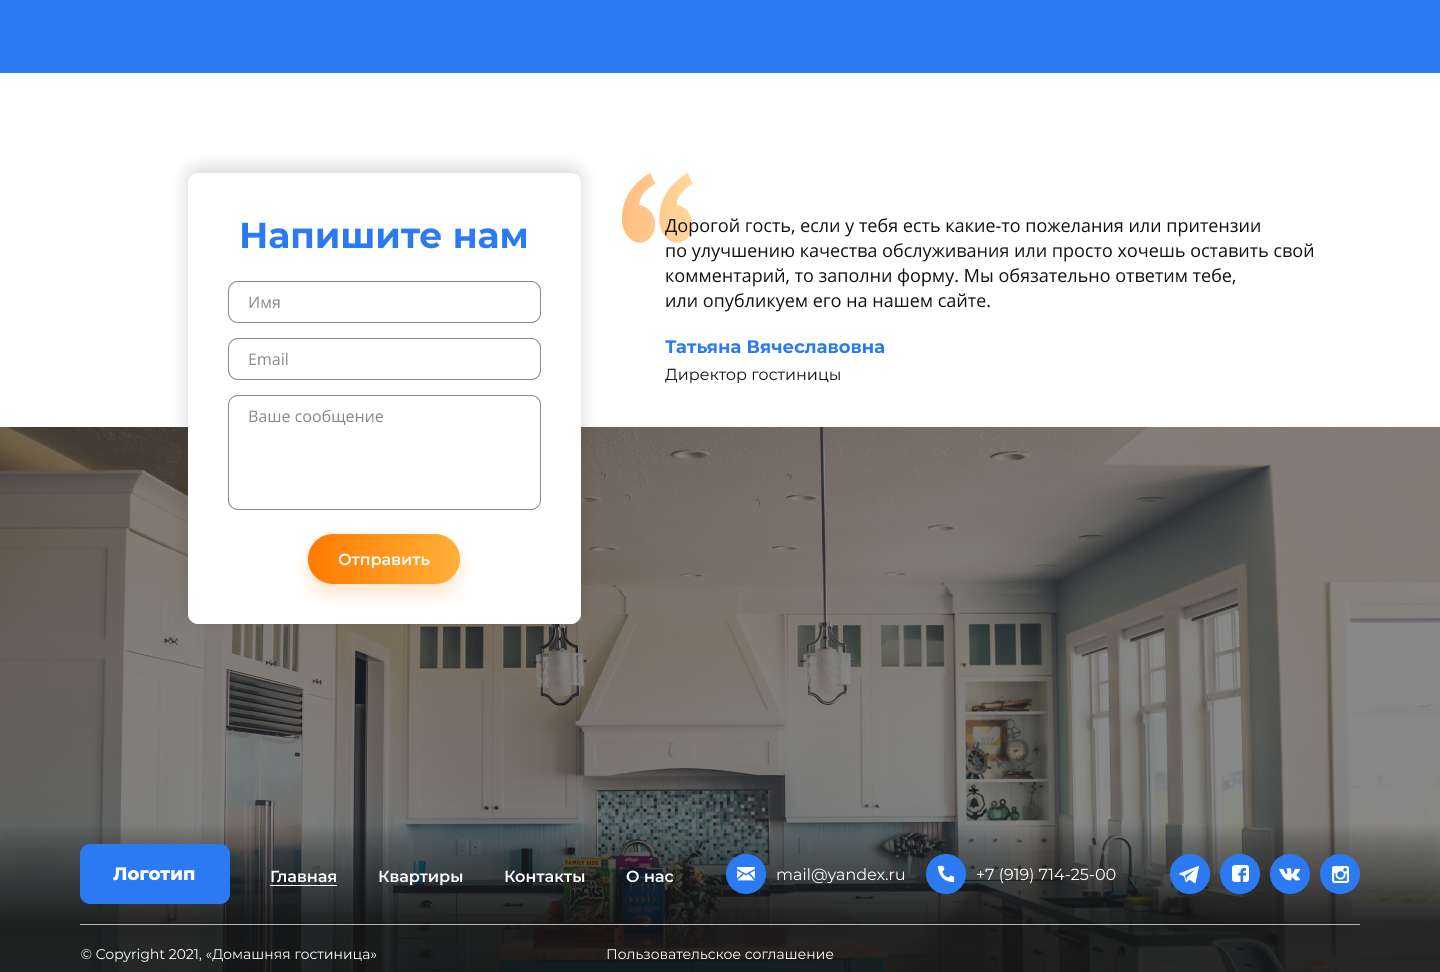 Напишите нам
Имя
Email
Ваше сообщение
Отправить
“
Дорогой гость, если у тебя есть какие-то пожелания или притензии
по улучшению качества обслуживания или просто хочешь оставить свой
комментарий, то заполни форму. Мы обязательно ответим тебе,
или опубликуем его на нашем сайте.
Татьяна Вячеславовна
Директор гостиницы
Логотип
Главная
Квартиры
Контакты
О нас
mail@yandex.ru
+7 (919) 714-25-00
© Copyright 2021, «Домашняя гостиница»
Пользовательское соглашение